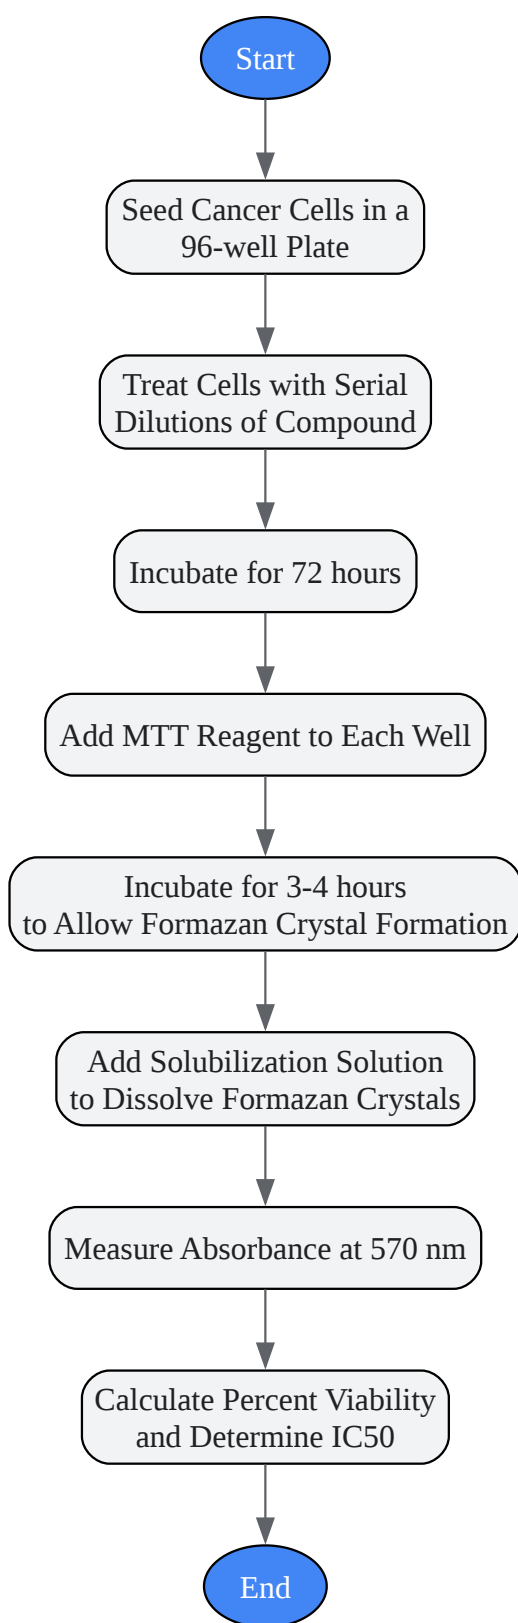 Start
Seed Cancer Cells in a
96-well Plate
Treat Cells with Serial
Dilutions of Compound
Incubate for 72 hours
Add MTT Reagent to Each Well
Incubate for 3-4 hours
to Allow Formazan Crystal Formation
Add Solubilization Solution
to Dissolve Formazan Crystals
Measure Absorbance at 570 nm
Calculate Percent Viability
and Determine IC50
End